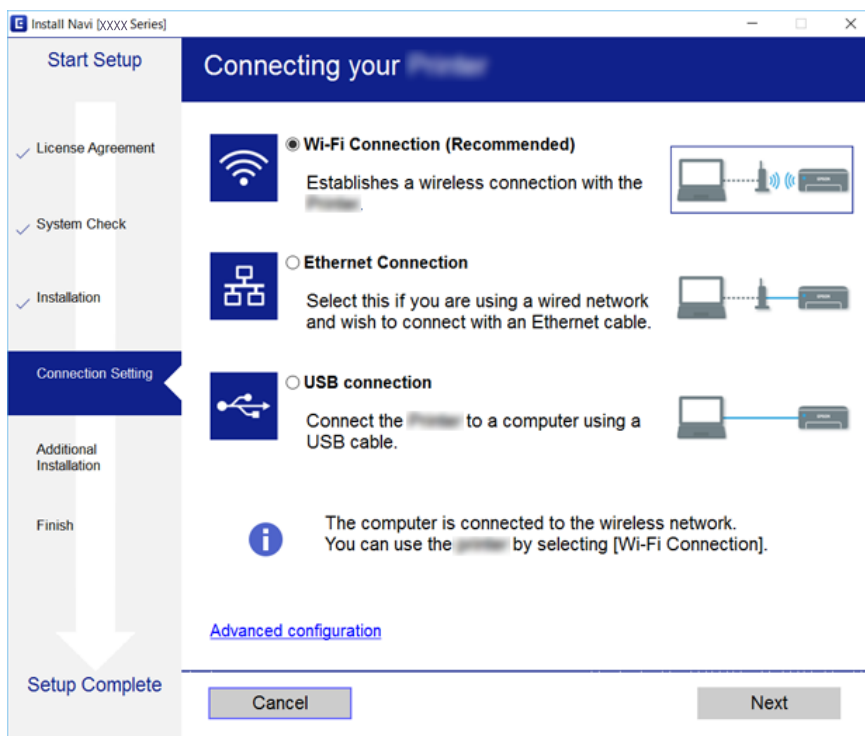 Install Navi [XXXX Series]
Start Setup
License Agreement
System Check
Installation
Connection Setting
Additional
Installation
Finish
Setup Complete
Connecting your
Wi-Fi Connection (Recommended)
Establishes a wireless connection with the
.
Ethernet Connection
Select this if you are using a wired network
and wish to connect with an Ethernet cable.
USB connection
Connect the to a computer using a
USB cable.
The computer is connected to the wireless network.
You can use the by selecting [Wi-Fi Connection].
Advanced configuration
Cancel
Next